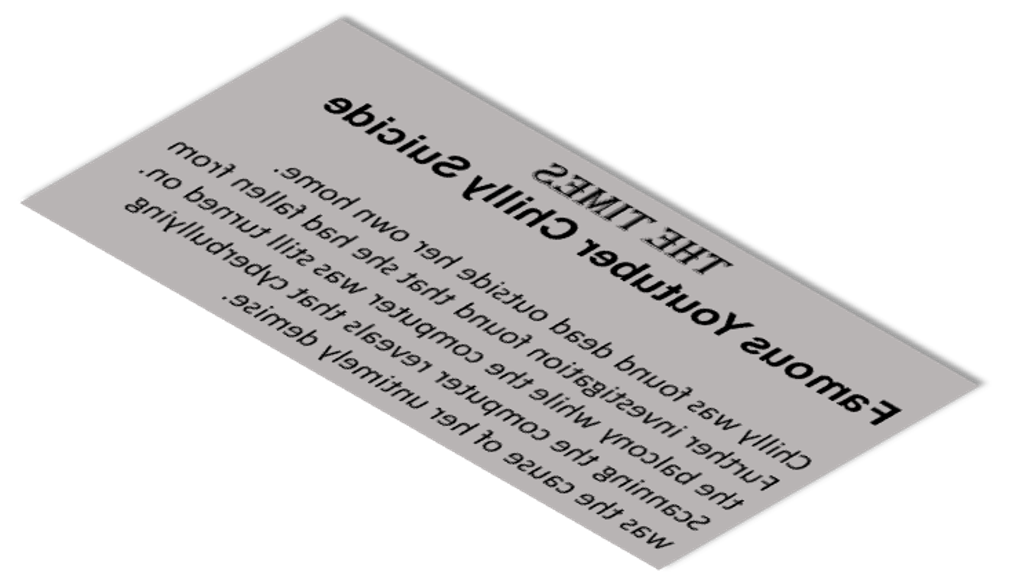 THE TIMES
Famous Youtuber Chilly Suicide
Chilly was found dead outside her own home.
Further investigation found that she had fallen from
the balcony while the computer was still turned on.
Scanning the computer reveals that cyberbullying
was the cause of her untimely demise.